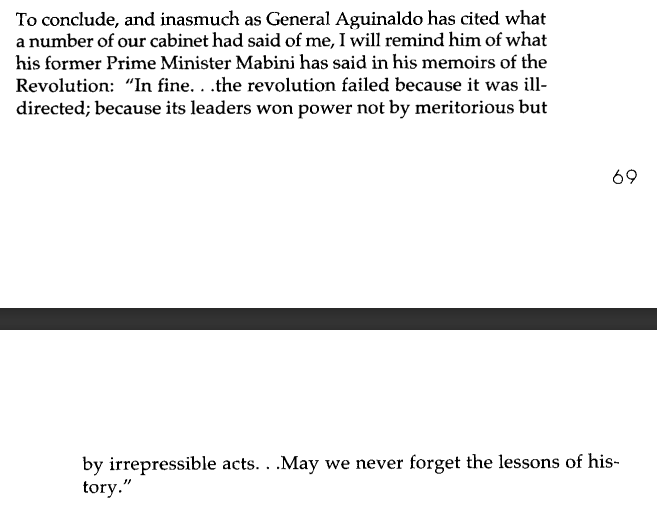 To conclude, and inasmuch as General Aguinaldo has cited what
a number of our cabinet had said of me, I will remind him of what
his former Prime Minister Mabini has said in his memoirs of the
Revolution: “In fine. . .the revolution failed because it was ill-
directed; because its leaders won power not by meritorious but
69
by irrepressible acts. . .May we never forget the lessons of his-
tory.”